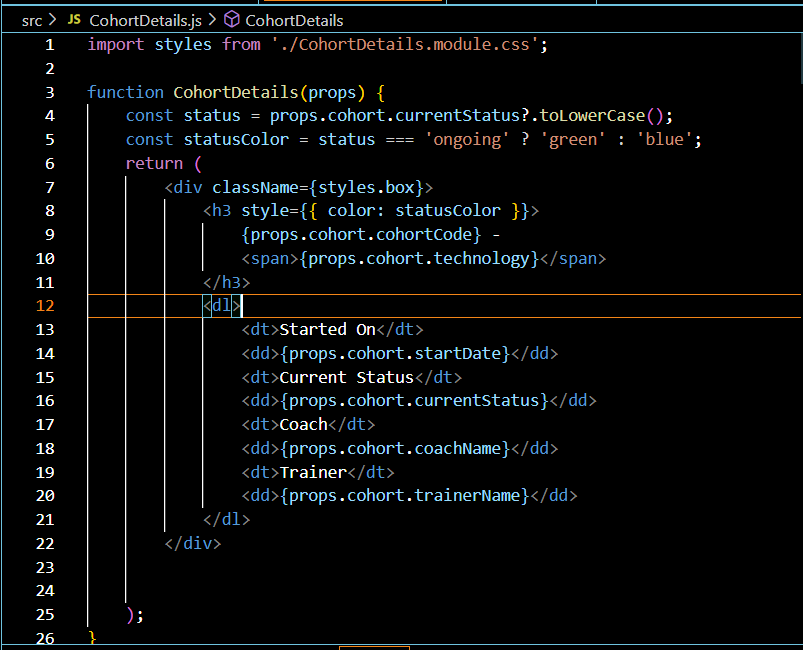 src > JS CohortDetails.js > CohortDetails
1 import styles from './CohortDetails.module.css';
2
3 function CohortDetails(props) {
4     const status = props.cohort.currentStatus?.toLowerCase();
5     const statusColor = status === 'ongoing' ? 'green' : 'blue';
6     return (
7         <div className={styles.box}>
8             <h3 style={{ color: statusColor }}>
9                 {props.cohort.cohortCode} -
10                 <span>{props.cohort.technology}</span>
11             </h3>
12             <dl>
13                 <dt>Started On</dt>
14                 <dd>{props.cohort.startDate}</dd>
15                 <dt>Current Status</dt>
16                 <dd>{props.cohort.currentStatus}</dd>
17                 <dt>Coach</dt>
18                 <dd>{props.cohort.coachName}</dd>
19                 <dt>Trainer</dt>
20                 <dd>{props.cohort.trainerName}</dd>
21             </dl>
22         </div>
23
24
25     );
26 }